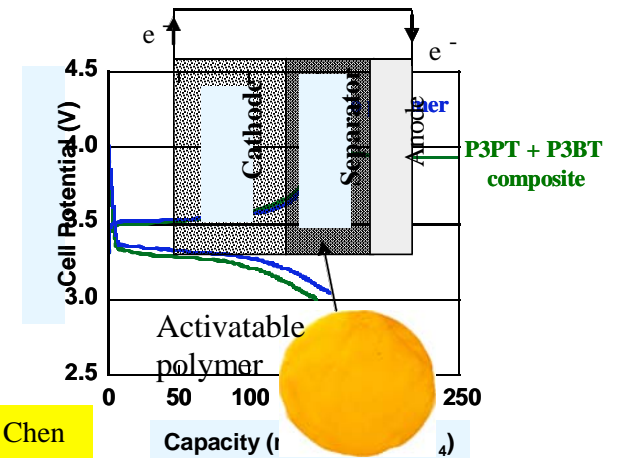 e -
e -
4.5
4.0
3.5
3.0
2.5
Cell Potential (V)
Cathode
Separator
Anode
P3PT + P3BT
composite
Activatable
polymer
0
50
100
250
Chen
Capacity (
4)